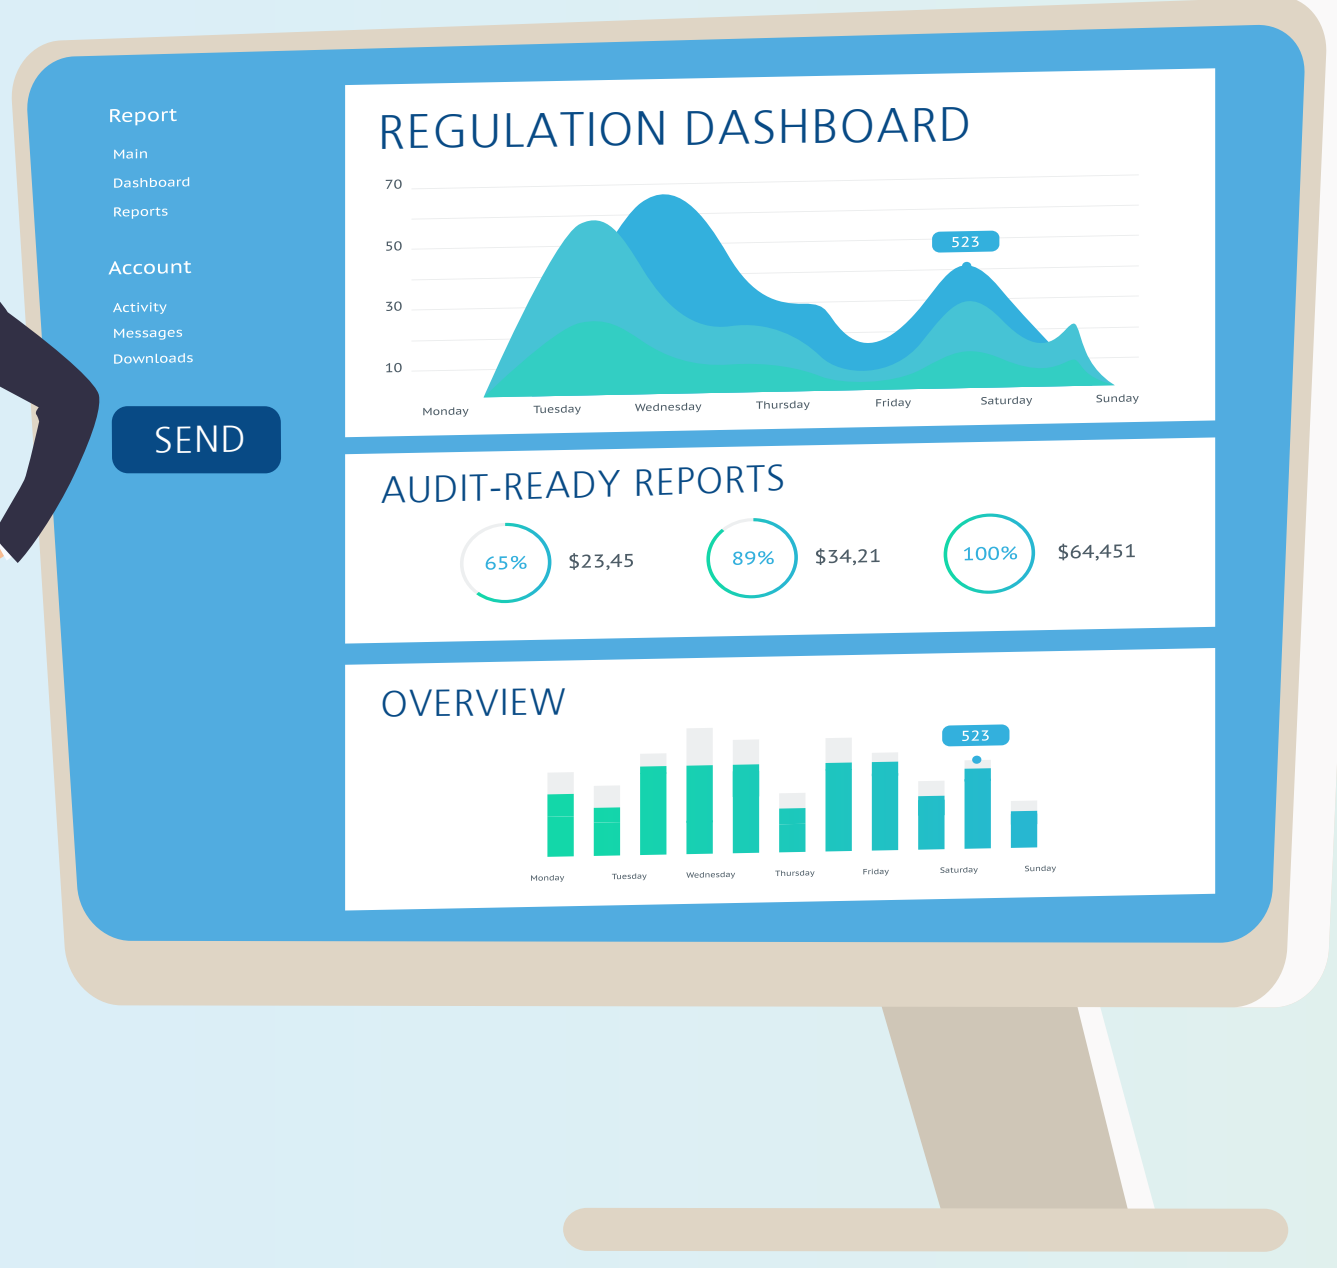 Report
Main
Dashboard
Reports
Account
Activity
Messages
Downloads
SEND
REGULATION DASHBOARD
70
50
30
10
523
Monday Tuesday Wednesday Thursday Friday Saturday Sunday
AUDIT-READY REPORTS
65% $23,45 89% $34,21 100% $64,451
OVERVIEW
523
Monday Tuesday Wednesday Thursday Friday Saturday Sunday